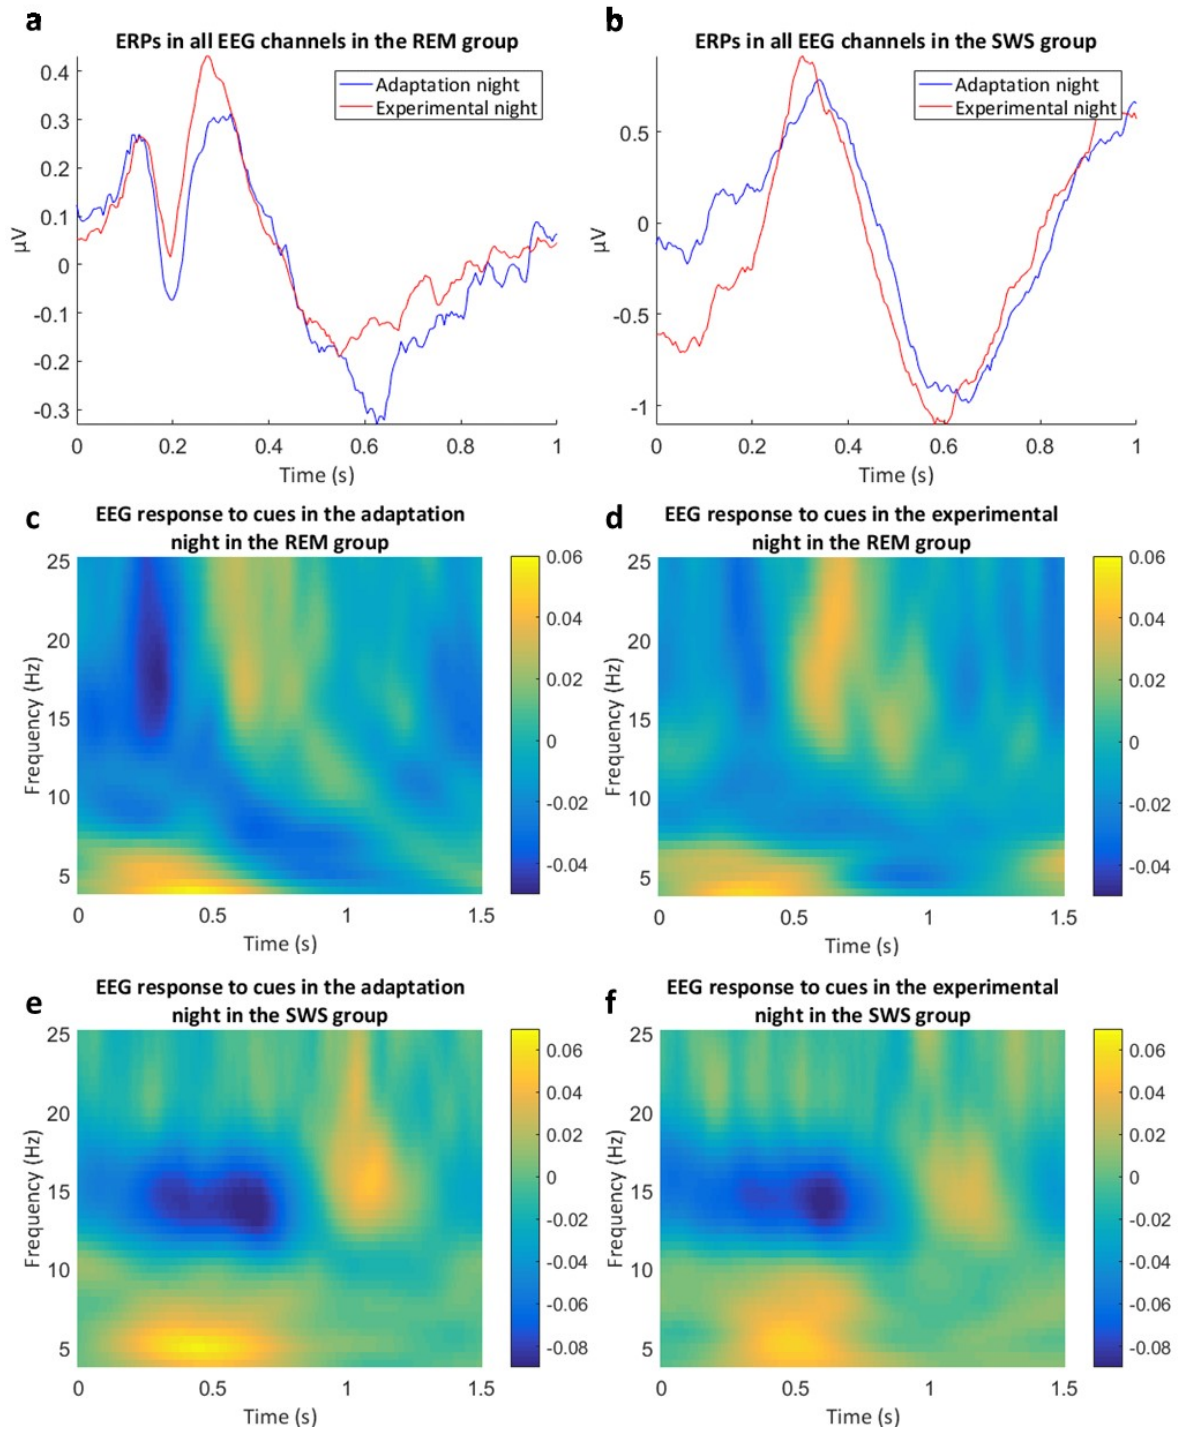 a
ERPs in all EEG channels in the REM group
Adaptation night
Experimental night
0.4
0.3
0.2
0.1
0
-0.1
-0.2
-0.3
µV
0 0.2 0.4 0.6 0.8 1
Time (s)
b
ERPs in all EEG channels in the SWS group
Adaptation night
Experimental night
0.5
0
-0.5
-1
µV
0 0.2 0.4 0.6 0.8 1
Time (s)
c
EEG response to cues in the adaptation
night in the REM group
25
20
15
10
5
Frequency (Hz)
0 0.5 1 1.5
Time (s)
0.06
0.04
0.02
0
-0.02
-0.04
d
EEG response to cues in the experimental
night in the REM group
25
20
15
10
5
Frequency (Hz)
0 0.5 1 1.5
Time (s)
0.06
0.04
0.02
0
-0.02
-0.04
e
EEG response to cues in the adaptation
night in the SWS group
25
20
15
10
5
Frequency (Hz)
0 0.5 1 1.5
Time (s)
0.06
0.04
0.02
0
-0.02
-0.04
-0.06
-0.08
f
EEG response to cues in the experimental
night in the SWS group
25
20
15
10
5
Frequency (Hz)
0 0.5 1 1.5
Time (s)
0.06
0.04
0.02
0
-0.02
-0.04
-0.06
-0.08